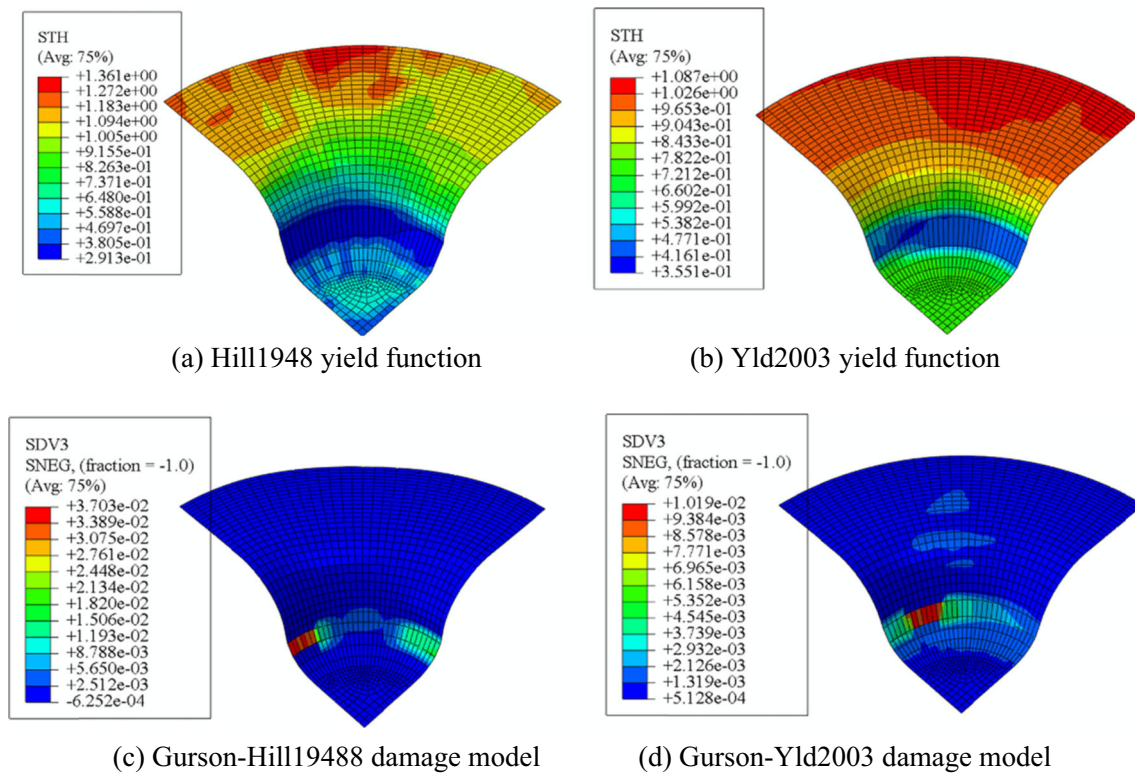 STH
(Avg: 75%)
+1.361e+00
+1.272e+00
+1.183e+00
+1.094e+00
+1.005e+00
+9.155e-01
+8.263e-01
+7.371e-01
+6.480e-01
+5.588e-01
+4.697e-01
+3.805e-01
+2.913e-01
(a) Hill1948 yield function
STH
(Avg: 75%)
+1.087e+00
+1.026e+00
+9.653e-01
+9.043e-01
+8.433e-01
+7.822e-01
+7.212e-01
+6.602e-01
+5.992e-01
+5.382e-01
+4.771e-01
+4.161e-01
+3.551e-01
(b) Yld2003 yield function
SDV3
SNEG, (fraction = -1.0)
(Avg: 75%)
+3.703e-02
+3.389e-02
+3.075e-02
+2.761e-02
+2.448e-02
+2.134e-02
+1.820e-02
+1.506e-02
+1.193e-02
+8.788e-03
+5.650e-03
+2.512e-03
-6.252e-04
(c) Gurson-Hill19488 damage model
SDV3
SNEG, (fraction = -1.0)
(Avg: 75%)
+1.019e-02
+9.384e-03
+8.578e-03
+7.771e-03
+6.965e-03
+6.158e-03
+5.352e-03
+4.545e-03
+3.739e-03
+2.932e-03
+2.126e-03
+1.319e-03
+5.128e-04
(d) Gurson-Yld2003 damage model